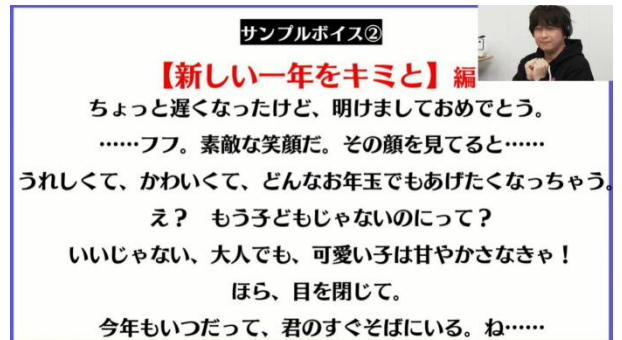 サンプルボイス②
【新しい一年をキミと】編
ちょっと遅くなったけど、明けましておめでとう。
……フフ。素敵な笑顔だ。その顔を見てると……
うれしくて、かわいくて、どんなお年玉でもあげたくなっちゃう。
え？　もう子どもじゃないのにって？
いいじゃない、大人でも、可愛い子は甘やかさなきゃ！
ほら、目を閉じて。
今年もいつだって、君のすぐそばにいる。ね……